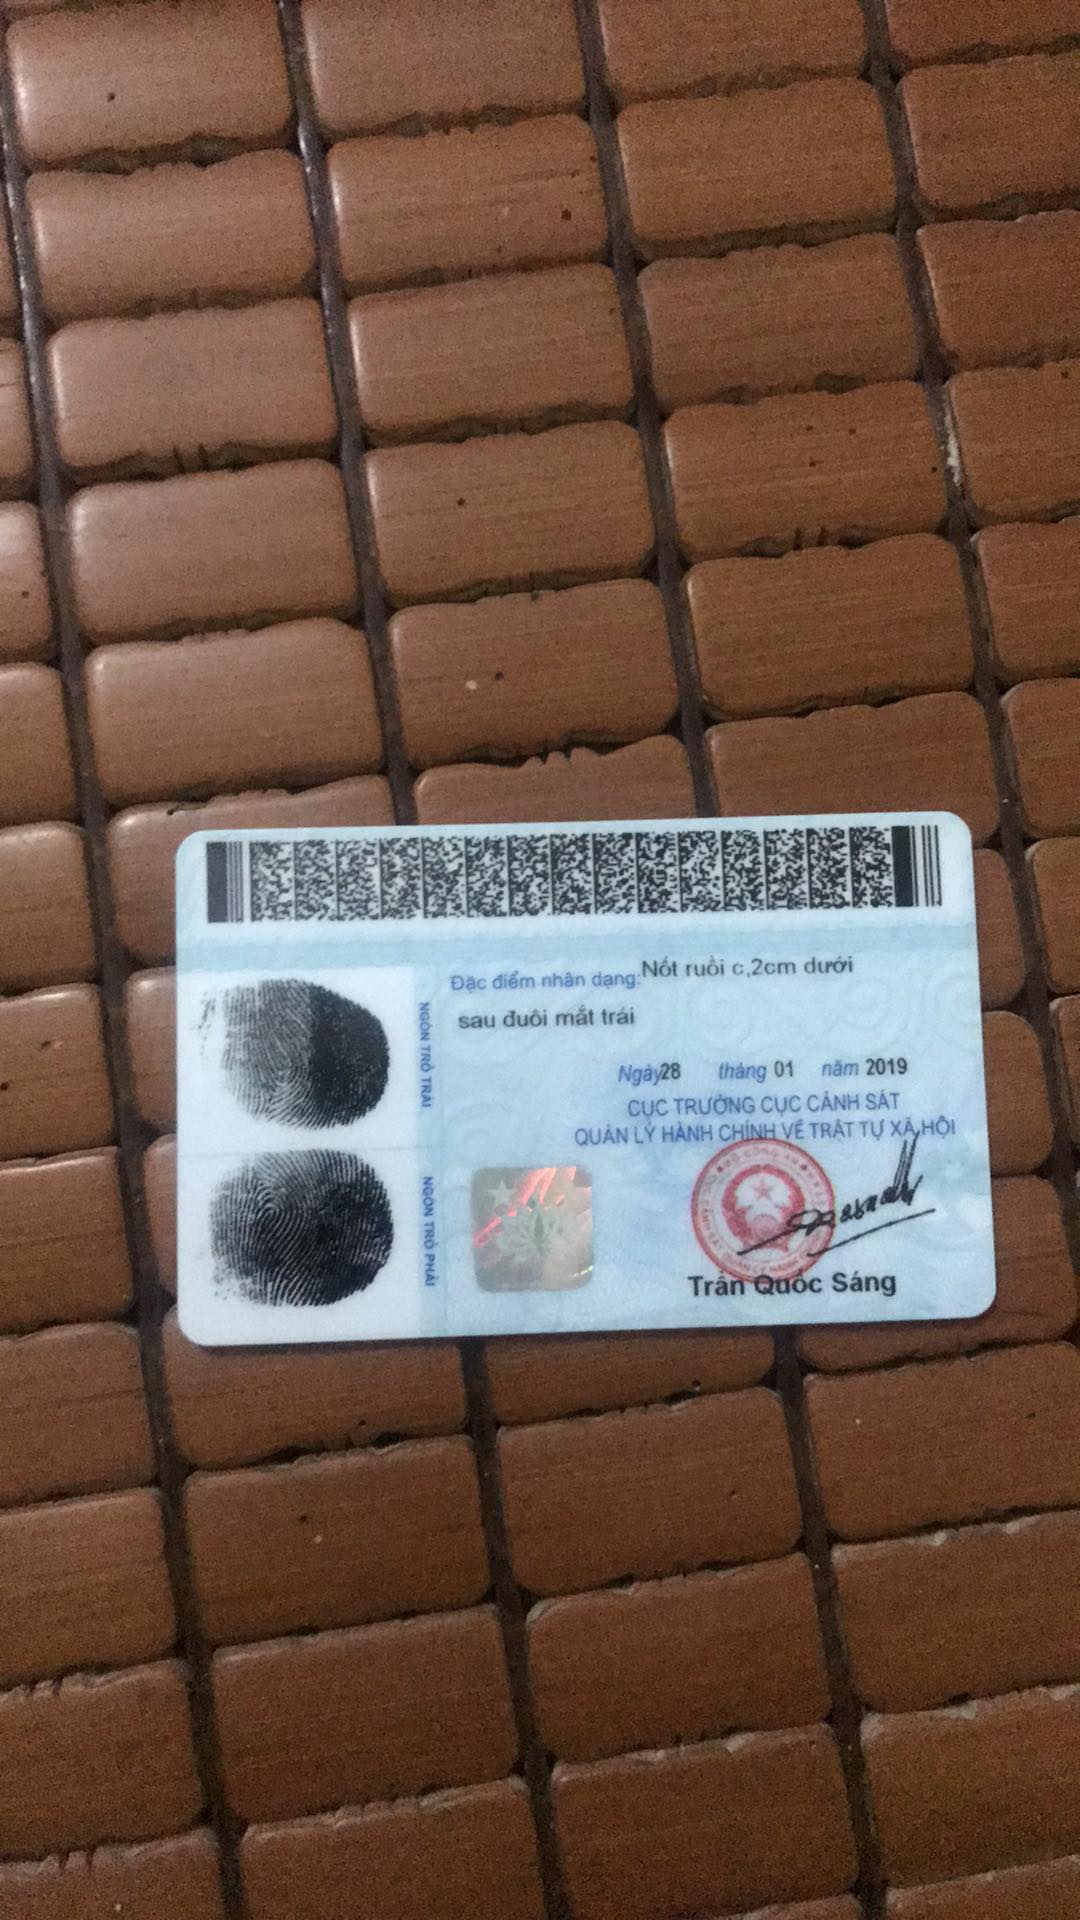 Đặc điểm nhân dạng: Nốt ruồi c,2cm dưới
sau đuôi mắt trái
NGÓN TRỎ TRÁI
Ngày 28 tháng 01 năm 2019
CỤC TRƯỞNG CỤC CẢNH SÁT
QUẢN LÝ HÀNH CHÍNH VỀ TRẬT TỰ XÃ HỘI
NGÓN TRỎ PHẢI
Trần Quốc Sáng